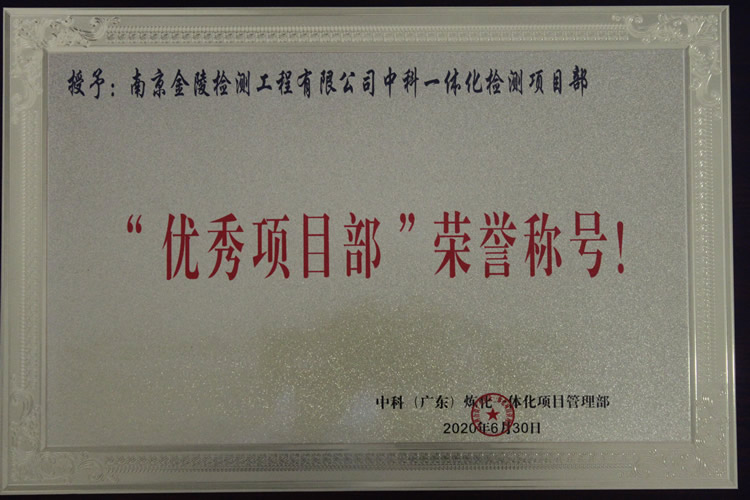 授予：南京金陵检测工程有限公司中科一体化检测项目部
“优秀项目部”荣誉称号！
中科（广东）炼化一体化项目管理部
2020年6月30日